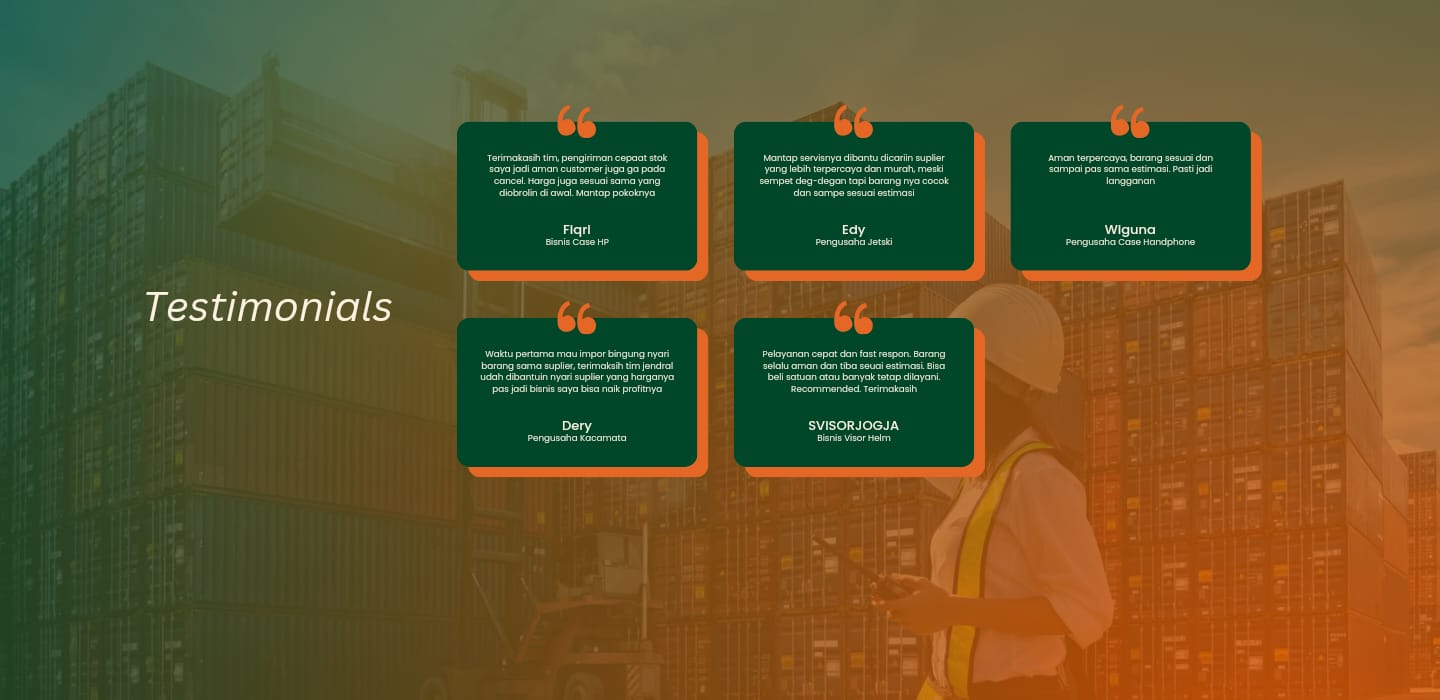 Testimonials
Terimakasih tim, pengiriman cepaat stok
saya jadi aman customer juga ga pada
cancel. Harga juga sesuai sama yang
diobrolin di awal. Mantap pokoknya
Fiqri
Bisnis Case HP
Mantap servisnya dibantu dicariin suplier
yang lebih terpercaya dan murah, meski
sempet deg-degan tapi barang nya cocok
dan sampe sesuai estimasi
Edy
Pengusaha Jetski
Aman terpercaya, barang sesuai dan
sampai pas sama estimasi. Pasti jadi
langganan
Wiguna
Pengusaha Case Handphone
Waktu pertama mau impor bingung nyari
barang sama suplier, terimaksih tim jendral
udah dibantuin nyari suplier yang harganya
pas jadi bisnis saya bisa naik profitnya
Dery
Pengusaha Kacamata
Pelayanan cepat dan fast respon. Barang
selalu aman dan tiba seuai estimasi. Bisa
beli satuan atau banyak tetap dilayani.
Recommended. Terimakasih
SVISORJOGJA
Bisnis Visor Helm